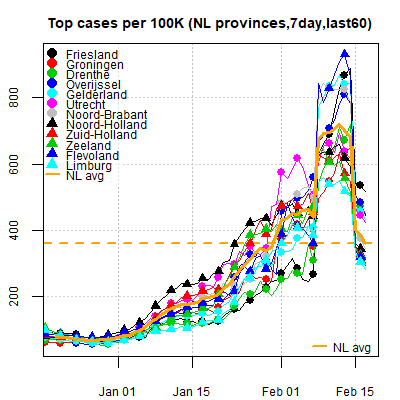 Top cases per 100K (NL provinces,7day,last60)
Friesland
Groningen
Drenthe
Overijssel
Gelderland
Utrecht
Noord-Brabant
Noord-Holland
Zuid-Holland
Zeeland
Flevoland
Limburg
NL avg
800
600
400
200
NL avg
Jan 01 Jan 15 Feb 01 Feb 15